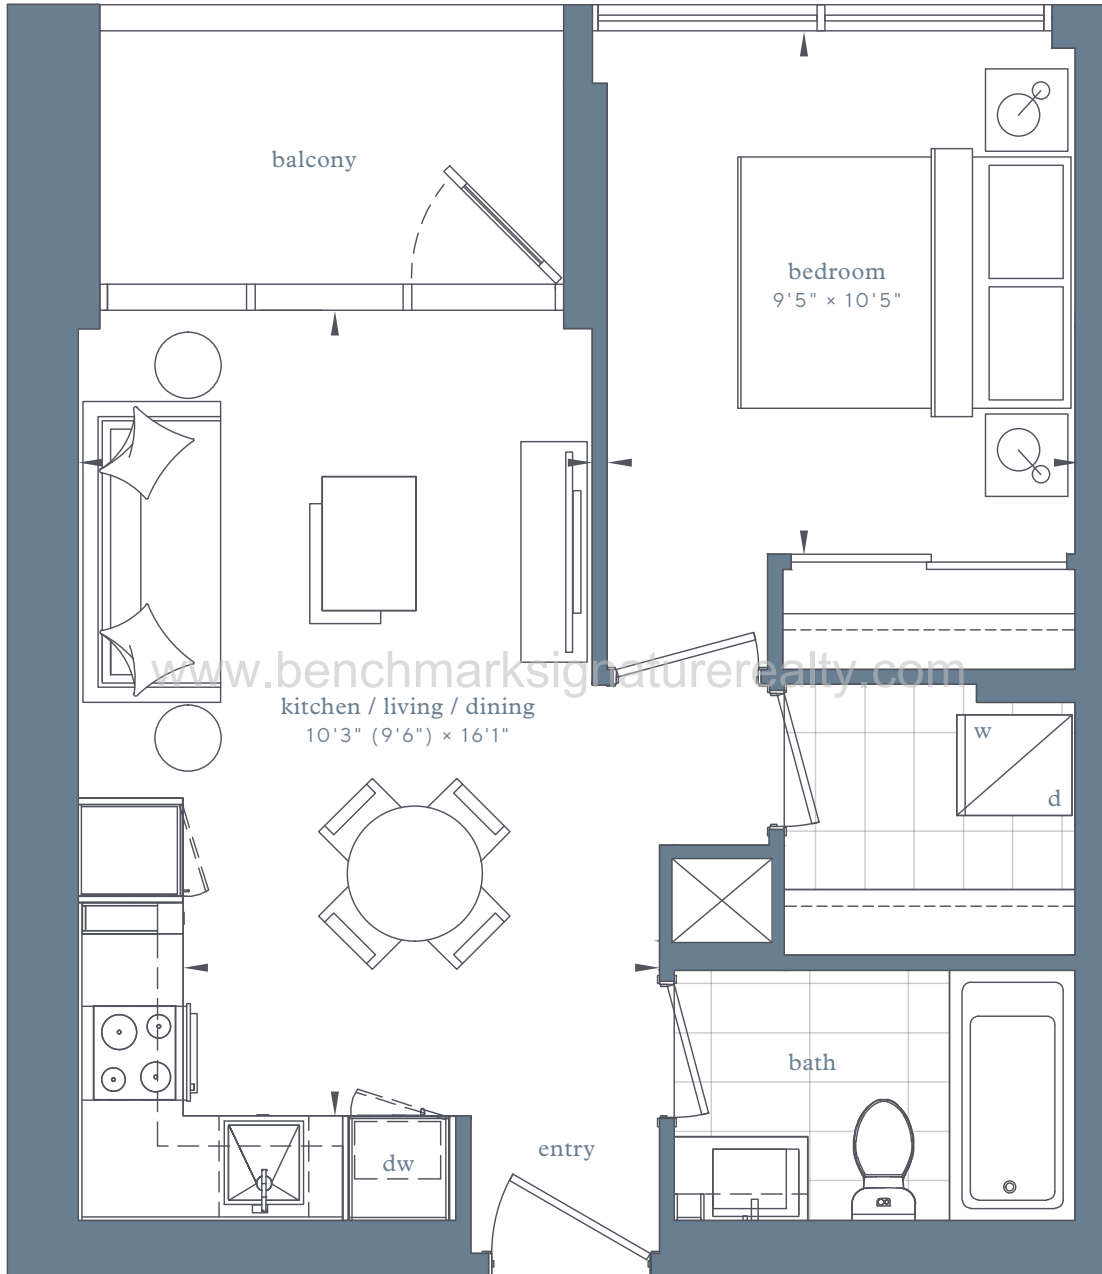 balcony
bedroom
9'5" × 10'5"
www.benchmarksignaturerealty.com
kitchen / living / dining
10'3" (9'6") × 16'1"
w
d
bath
entry
dw